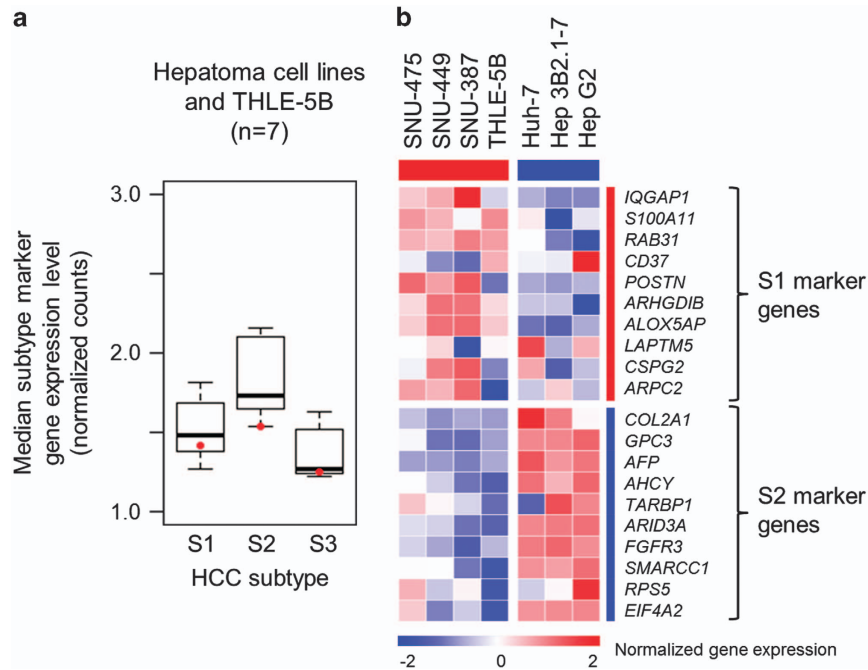 a
Hepatoma cell lines
and THLE-5B
(n=7)
Median subtype marker
gene expression level
(normalized counts)
3.0
2.0
1.0
S1 S2 S3
HCC subtype
b
SNU-475
SNU-449
SNU-387
THLE-5B
Huh-7
Hep 3B2.1-7
Hep G2
IQGAP1
S100A11
RAB31
CD37
POSTN
ARHGDIB
ALOX5AP
LAPTM5
CSPG2
ARPC2
S1 marker
genes
COL2A1
GPC3
AFP
AHCY
TARBP1
ARID3A
FGFR3
SMARCC1
RPS5
EIF4A2
S2 marker
genes
-2 0 2
Normalized gene expression